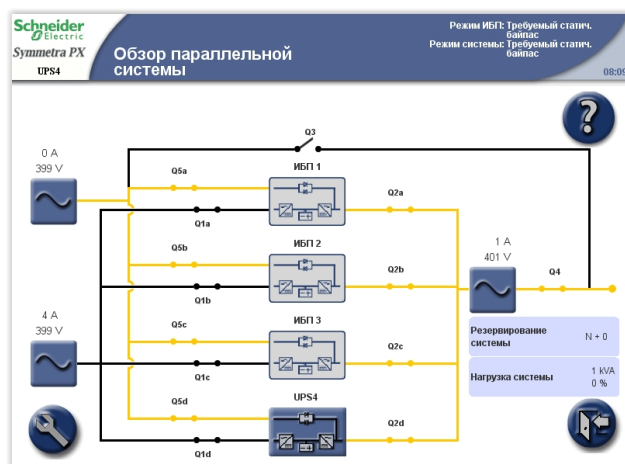 Schneider
Electric
Symmetra PX
UPS4
Обзор параллельной
системы
Режим ИБП: Требуемый статич.
байпас
Режим системы: Требуемый статич.
байпас
08:09
Q3
0 A
399 V
Q5a
ИБП 1
Q2a
Q1a
Q5b
ИБП 2
Q2b
Q1b
1 A
401 V
Q4
4 A
399 V
Q5c
ИБП 3
Q2c
Q1c
Резервирование
системы
N + 0
Нагрузка системы
1 kVA
0 %
Q5d
UPS4
Q2d
Q1d